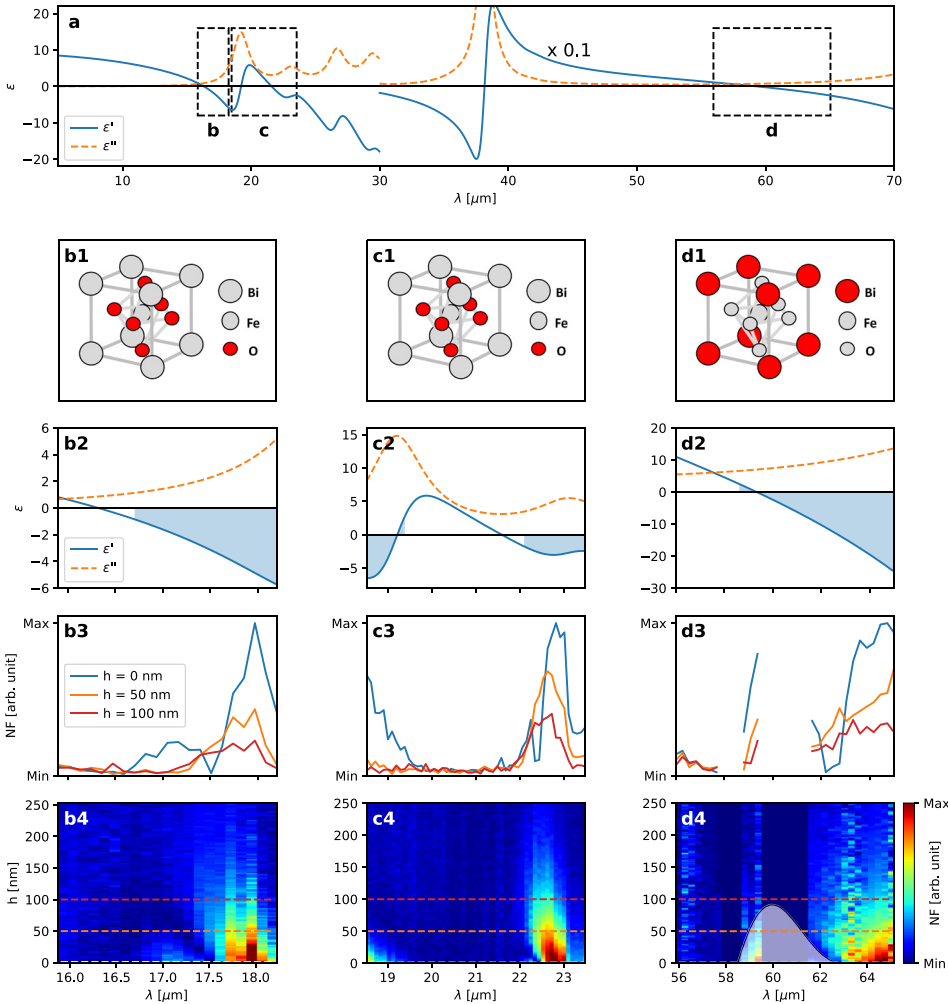 a
x 0.1
20
10
0
−10
−20
ε
ε'
ε"
b
c
d
10
20
30
40
50
60
70
λ [μm]
b1
Bi
Fe
O
c1
Bi
Fe
O
d1
Bi
Fe
O
b2
6
4
2
0
−2
−4
−6
ε
ε'
ε"
c2
15
10
5
0
−5
d2
20
10
0
−10
−20
−30
b3
Max
Min
NF [arb. unit]
h = 0 nm
h = 50 nm
h = 100 nm
c3
Max
Min
d3
Max
Min
b4
250
200
150
100
50
0
h [nm]
16.0
16.5
17.0
17.5
18.0
λ [μm]
c4
250
200
150
100
50
0
19
20
21
22
23
λ [μm]
d4
250
200
150
100
50
0
56
58
60
62
64
λ [μm]
Max
Min
NF [arb. unit]